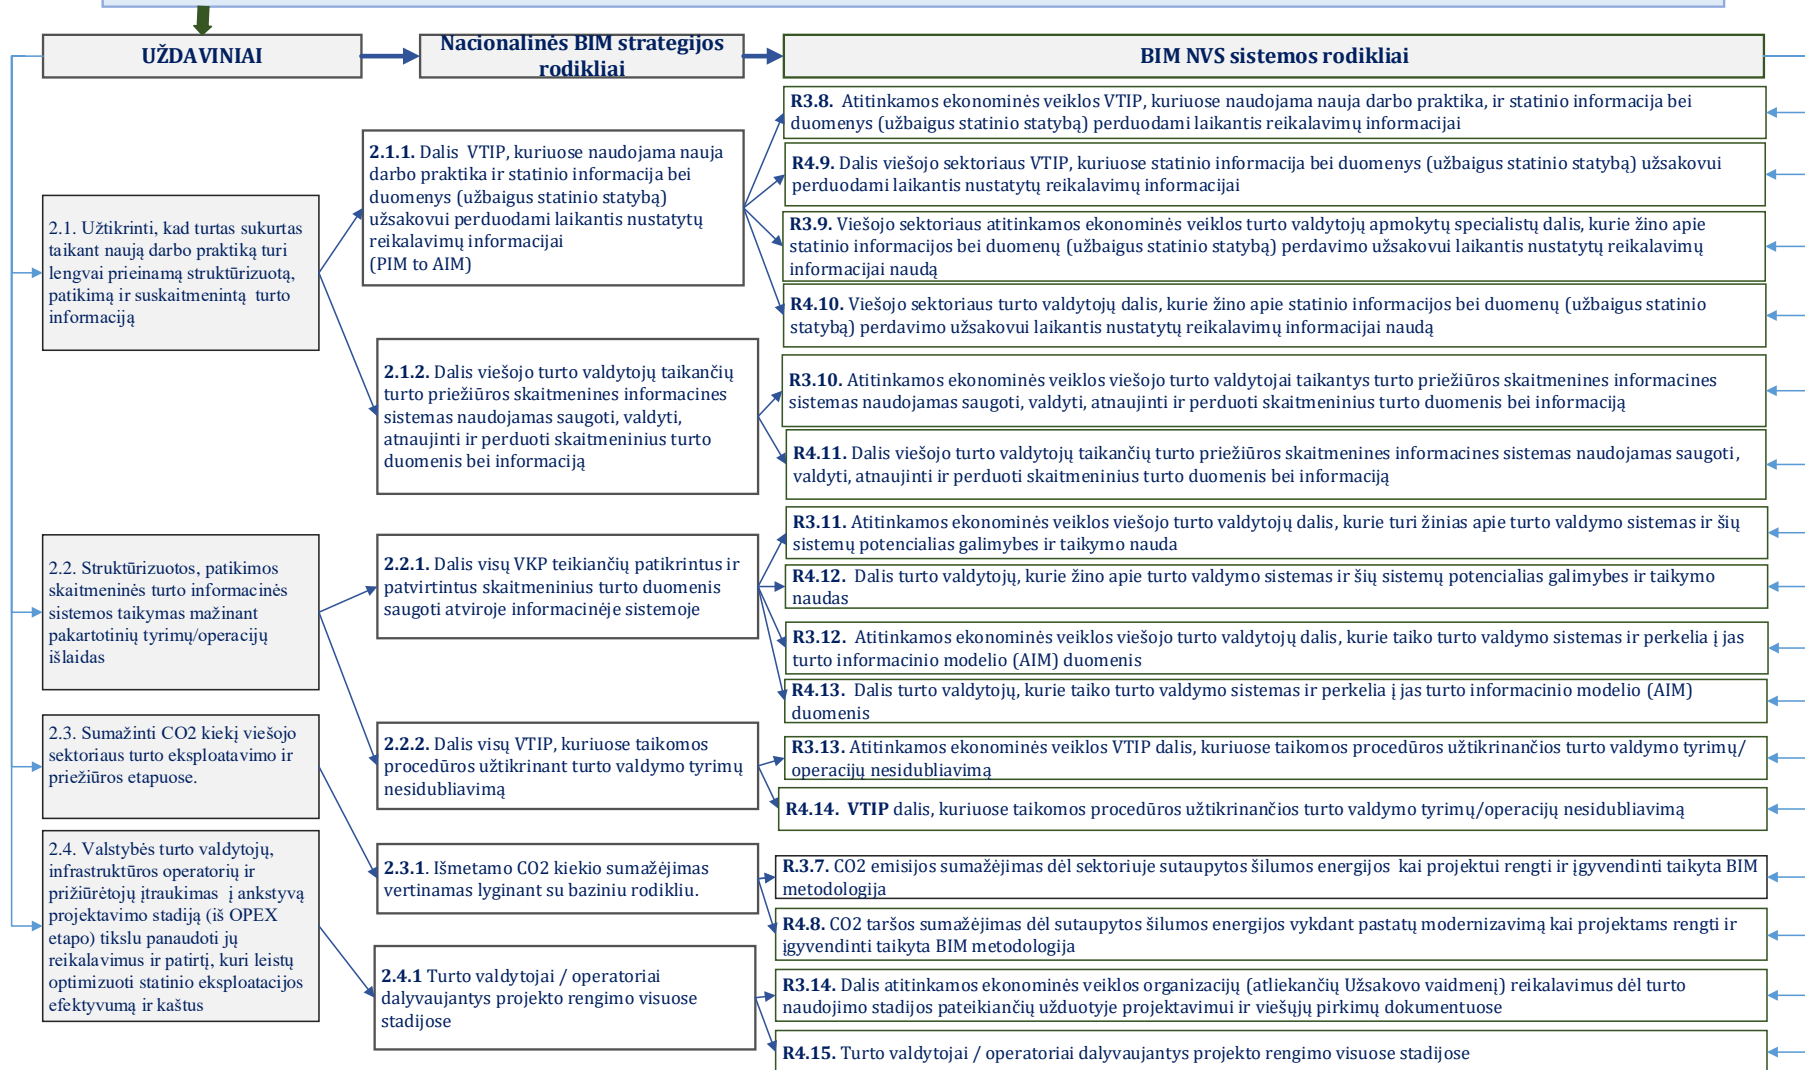 UŽDAVINIAI
Nacionalinės BIM strategijos
rodikliai
BIM NVS sistemos rodikliai
2.1. Užtikrinti, kad turtas sukurtas
taikant naują darbo praktiką turi
lengvai prieinamą struktūrizuotą,
patikimą ir suskaitmenintą turto
informaciją
2.1.1. Dalis VTIP, kuriuose naudojama nauja
darbo praktika ir statinio informacija bei
duomenys (užbaigus statinio statybą)
užsakovui perduodami laikantis nustatytų
reikalavimų informacijai
(PIM to AIM)
R3.8. Atitinkamos ekonominės veiklos VTIP, kuriuose naudojama nauja darbo praktika, ir statinio informacija bei
duomenys (užbaigus statinio statybą) perduodami laikantis reikalavimų informacijai
R4.9. Dalis viešojo sektoriaus VTIP, kuriuose statinio informacija bei duomenys (užbaigus statinio statybą) užsakovui
perduodami laikantis nustatytų reikalavimų informacijai
R3.9. Viešojo sektoriaus atitinkamos ekonominės veiklos turto valdytojų apmokytų specialistų dalis, kurie žino apie
statinio informacijos bei duomenų (užbaigus statinio statybą) perdavimo užsakovui laikantis nustatytų reikalavimų
informacijai naudą
R4.10. Viešojo sektoriaus turto valdytojų dalis, kurie žino apie statinio informacijos bei duomenų (užbaigus statinio
statybą) perdavimo užsakovui laikantis nustatytų reikalavimų informacijai naudą
2.1.2. Dalis viešojo turto valdytojų taikančių
turto priežiūros skaitmenines informacines
sistemas naudojamas saugoti, valdyti,
atnaujinti ir perduoti skaitmeninius turto
duomenis bei informaciją
R3.10. Atitinkamos ekonominės veiklos viešojo turto valdytojai taikantys turto priežiūros skaitmenines informacines
sistemas naudojamas saugoti, valdyti, atnaujinti ir perduoti skaitmeninius turto duomenis bei informaciją
R4.11. Dalis viešojo turto valdytojų taikančių turto priežiūros skaitmenines informacines sistemas naudojamas saugoti,
valdyti, atnaujinti ir perduoti skaitmeninius turto duomenis bei informaciją
2.2. Struktūrizuotos, patikimos
skaitmeninės turto informacinės
sistemos taikymas mažinant
pakartotinių tyrimų/operacijų
išlaidas
2.2.1. Dalis visų VKP teikiančių patikrintus ir
patvirtintus skaitmeninius turto duomenis
saugoti atviroje informacinėje sistemoje
R3.11. Atitinkamos ekonominės veiklos viešojo turto valdytojų dalis, kurie turi žinias apie turto valdymo sistemas ir šių
sistemų potencialias galimybes ir taikymo nauda
R4.12. Dalis turto valdytojų, kurie žino apie turto valdymo sistemas ir šių sistemų potencialias galimybes ir taikymo
naudas
R3.12. Atitinkamos ekonominės veiklos viešojo turto valdytojų dalis, kurie taiko turto valdymo sistemas ir perkelia į jas
turto informacinio modelio (AIM) duomenis
R4.13. Dalis turto valdytojų, kurie taiko turto valdymo sistemas ir perkelia į jas turto informacinio modelio (AIM)
duomenis
2.2.2. Dalis visų VTIP, kuriuose taikomos
procedūros užtikrinant turto valdymo tyrimų
nesidubliavimą
R3.13. Atitinkamos ekonominės veiklos VTIP dalis, kuriuose taikomos procedūros užtikrinančios turto valdymo tyrimų/
operacijų nesidubliavimą
R4.14. VTIP dalis, kuriuose taikomos procedūros užtikrinančios turto valdymo tyrimų/operacijų nesidubliavimą
2.3. Sumažinti CO2 kiekį viešojo
sektoriaus turto eksploatavimo ir
priežiūros etapuose.
2.3.1. Išmetamo CO2 kiekio sumažėjimas
vertinamas lyginant su baziniu rodikliu.
R.3.7. CO2 emisijos sumažėjimas dėl sektoriuje sutaupytos šilumos energijos kai projektui rengti ir įgyvendinti taikyta BIM
metodologija
R4.8. CO2 taršos sumažėjimas dėl sutaupytos šilumos energijos vykdant pastatų modernizavimą kai projektams rengti ir
įgyvendinti taikyta BIM metodologija
2.4. Valstybės turto valdytojų,
infrastruktūros operatorių ir
prižiūrėtojų įtraukimas į ankstyvą
projektavimo stadiją (iš OPEX
etapo) tikslu panaudoti jų
reikalavimus ir patirtį, kuri leistų
optimizuoti statinio eksploatacijos
efektyvumą ir kaštus
2.4.1 Turto valdytojai / operatoriai
dalyvaujantys projekto rengimo visuose
stadijose
R3.14. Dalis atitinkamos ekonominės veiklos organizacijų (atliekančių Užsakovo vaidmenį) reikalavimus dėl turto
naudojimo stadijos pateikiančių užduotyje projektavimui ir viešųjų pirkimų dokumentuose
R4.15. Turto valdytojai / operatoriai dalyvaujantys projekto rengimo visuose stadijose